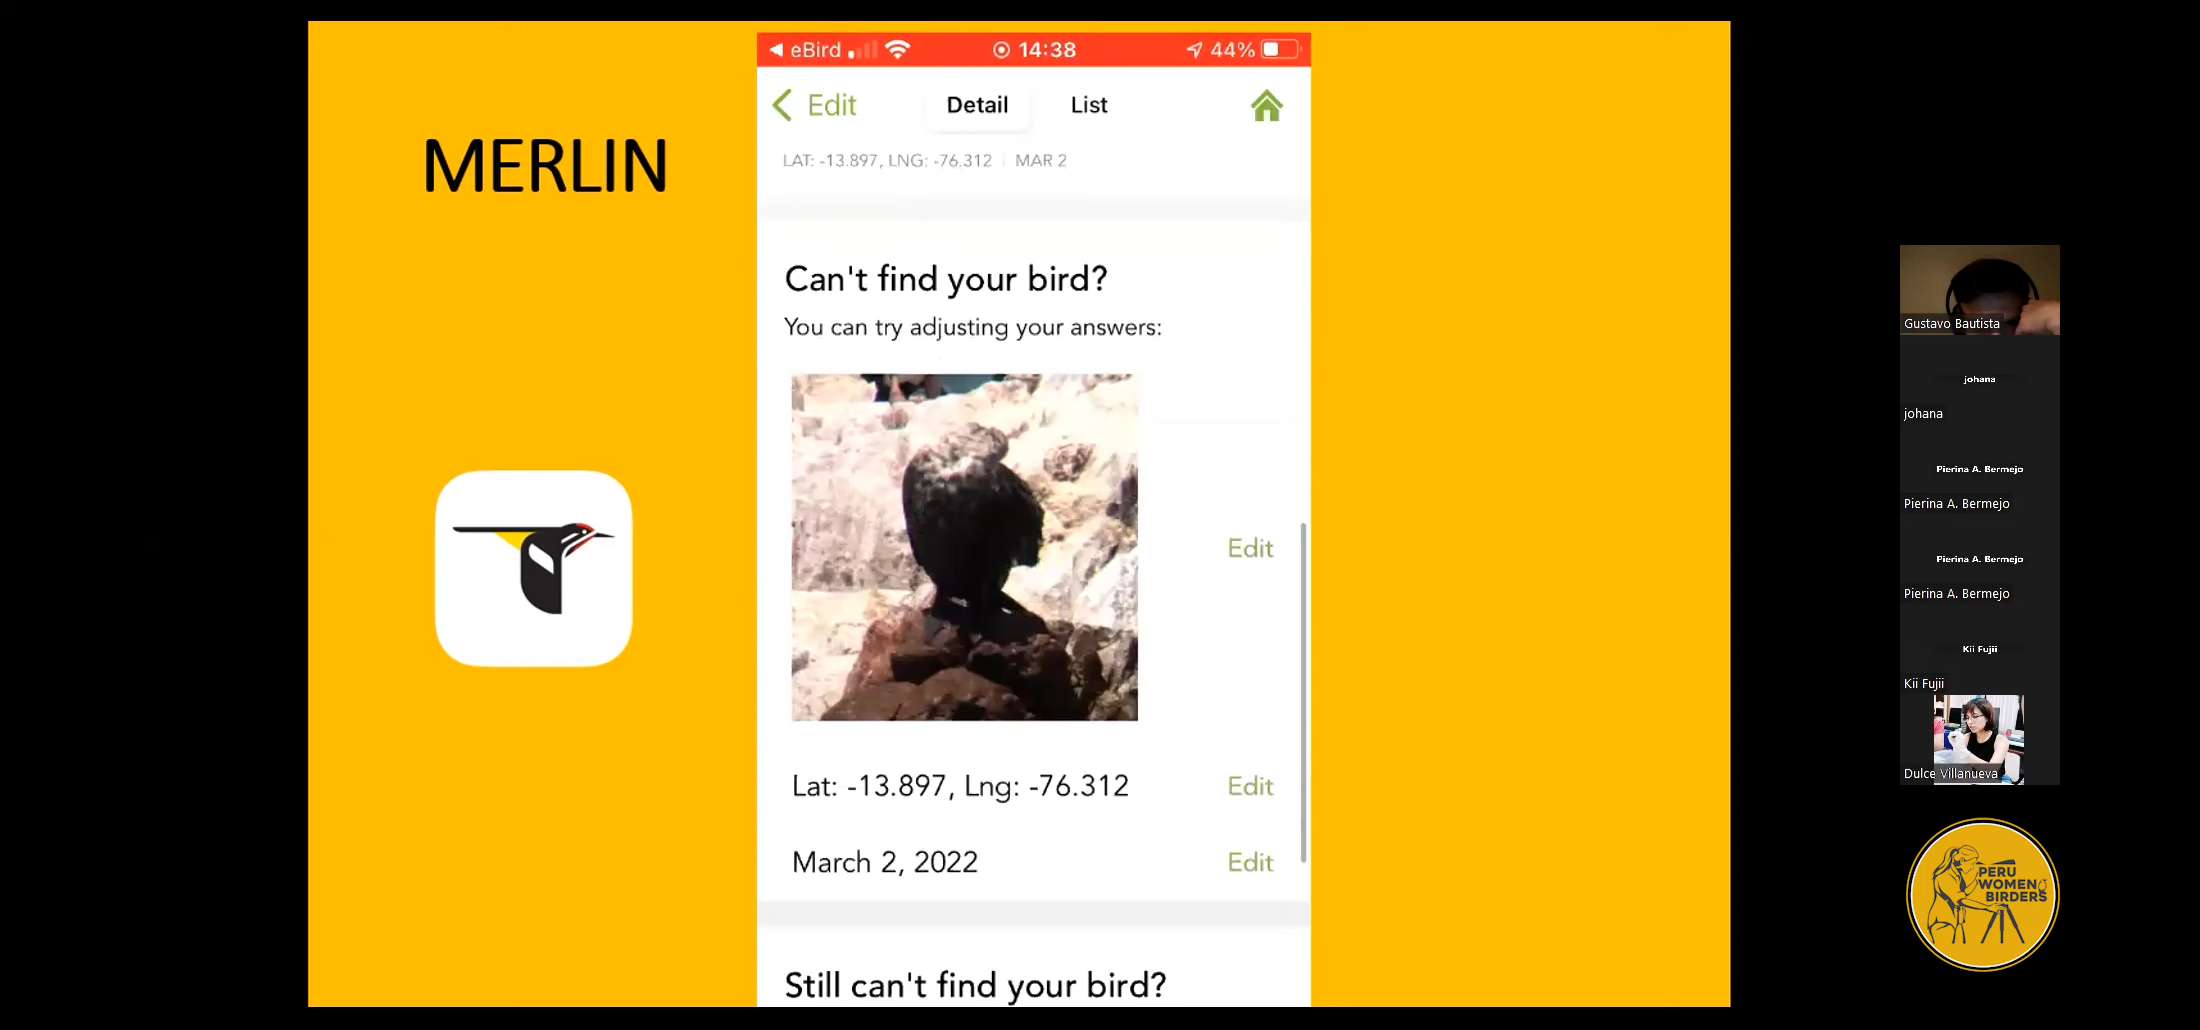 MERLIN
eBird
14:38
44%
Edit
Detail
List
LAT: -13.897, LNG: -76.312 | MAR 2
Can't find your bird?
You can try adjusting your answers:
Edit
Lat: -13.897, Lng: -76.312
Edit
March 2, 2022
Edit
Still can't find your bird?
Gustavo Bautista
johana
johana
Pierina A. Bermejo
Pierina A. Bermejo
Pierina A. Bermejo
Pierina A. Bermejo
Kii Fujii
Kii Fujii
Dulce Villanueva
PERU
WOMEN
BIRDERS